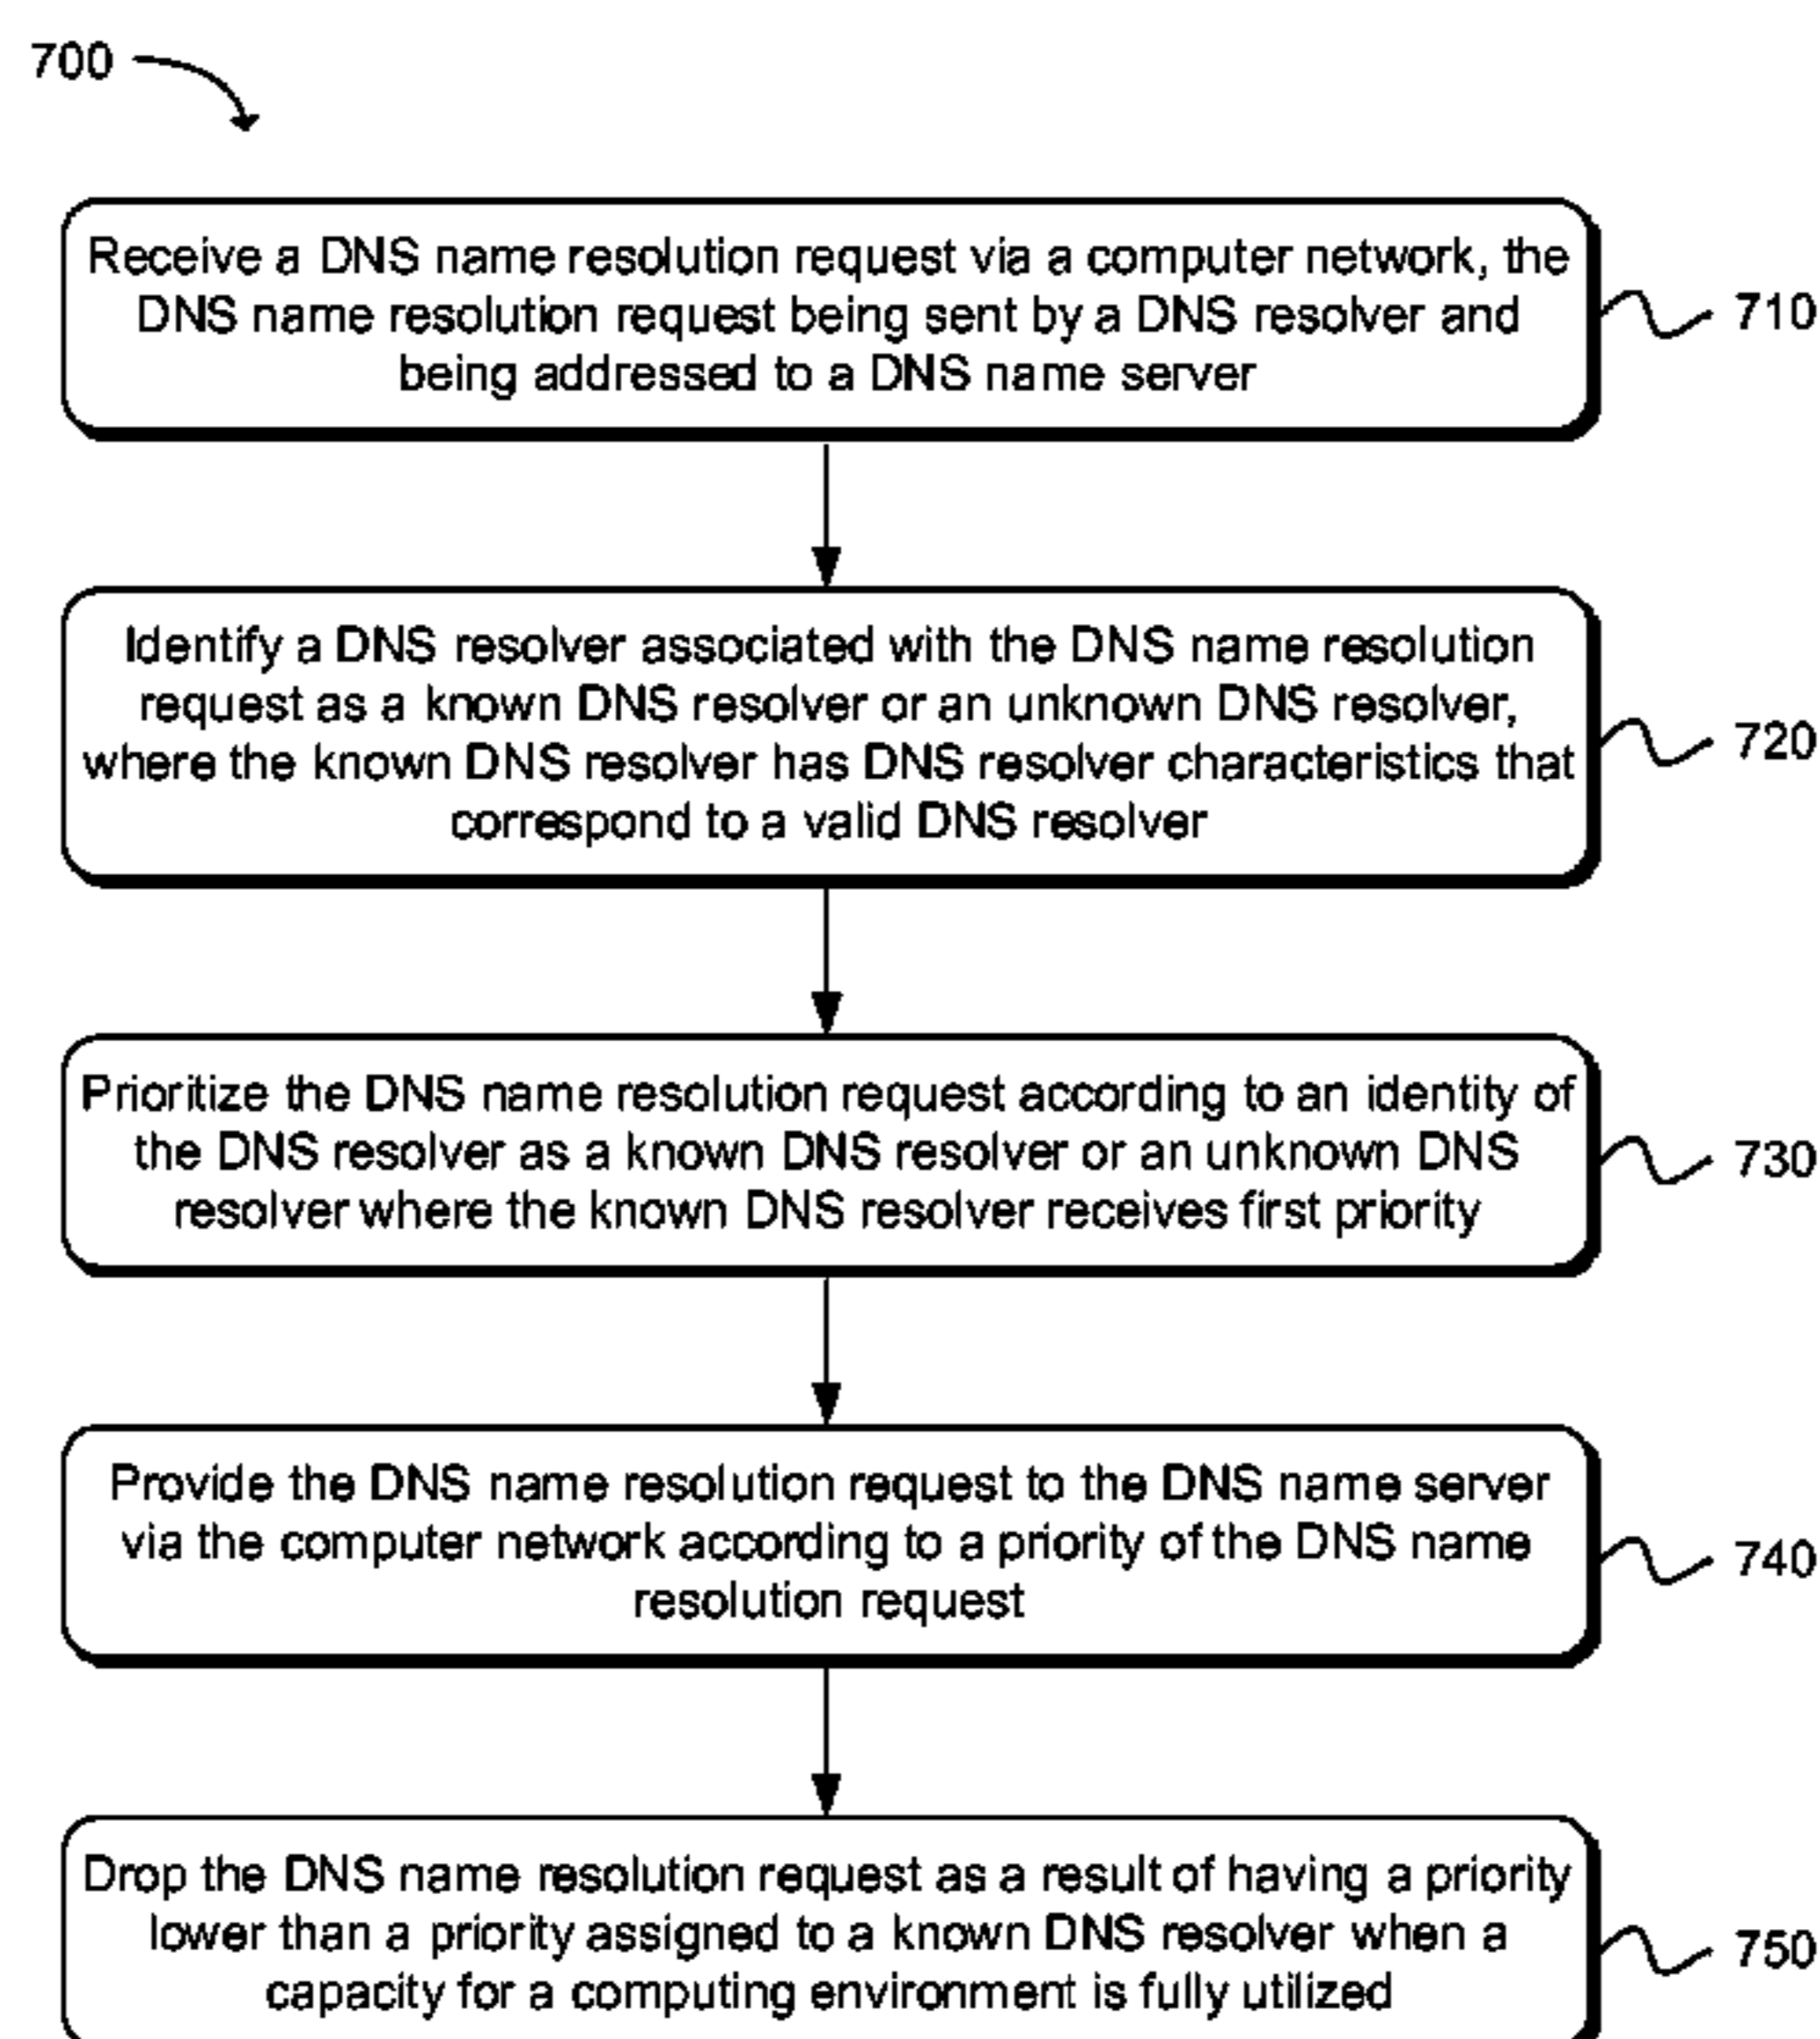 700
Receive a DNS name resolution request via a computer network, the
DNS name resolution request being sent by a DNS resolver and
being addressed to a DNS name server
710
Identify a DNS resolver associated with the DNS name resolution
request as a known DNS resolver or an unknown DNS resolver,
where the known DNS resolver has DNS resolver characteristics that
correspond to a valid DNS resolver
720
Prioritize the DNS name resolution request according to an identity of
the DNS resolver as a known DNS resolver or an unknown DNS
resolver where the known DNS resolver receives first priority
730
Provide the DNS name resolution request to the DNS name server
via the computer network according to a priority of the DNS name
resolution request
740
Drop the DNS name resolution request as a result of having a priority
lower than a priority assigned to a known DNS resolver when a
capacity for a computing environment is fully utilized
750